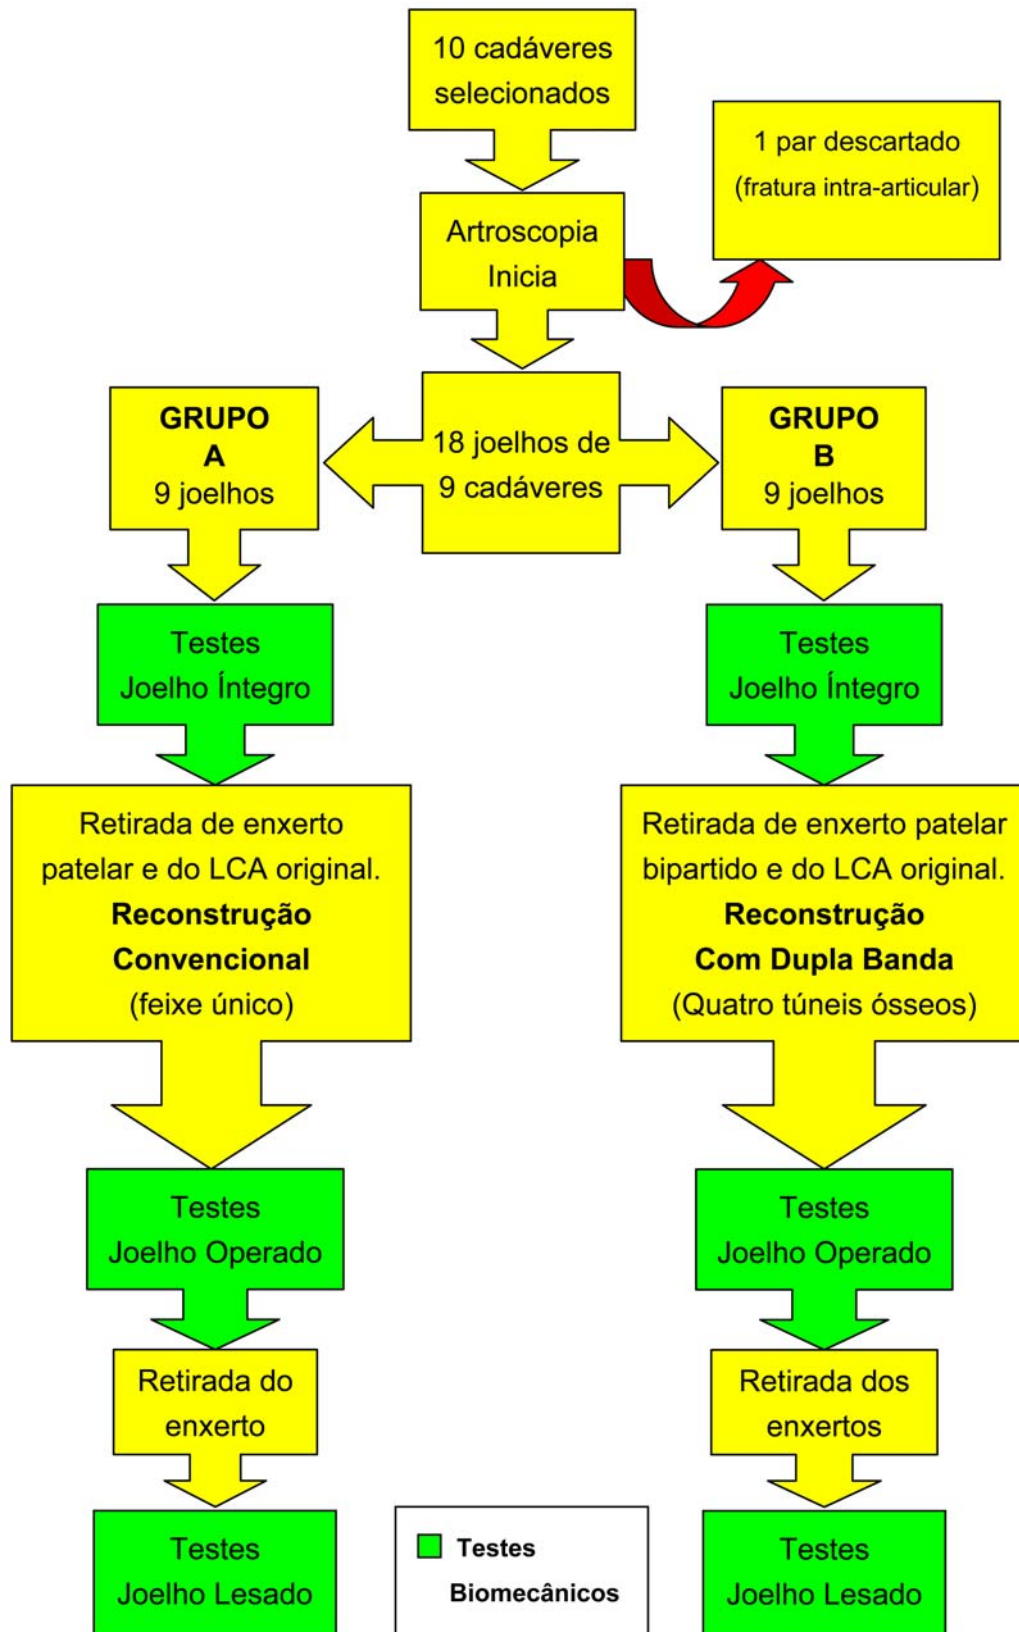 10 cadáveres
selecionados
1 par descartado
(fratura intra-articular)
Artroscopia
Inicia
18 joelhos de
9 cadáveres
GRUPO
A
9 joelhos
GRUPO
B
9 joelhos
Testes
Joelho Íntegro
Testes
Joelho Íntegro
Retirada de enxerto
patelar e do LCA original.
Reconstrução
Convencional
(feixe único)
Retirada de enxerto patelar
bipartido e do LCA original.
Reconstrução
Com Dupla Banda
(Quatro túneis ósseos)
Testes
Joelho Operado
Testes
Joelho Operado
Retirada do
enxerto
Retirada dos
enxertos
Testes
Joelho Lesado
Testes
Biomecânicos
Testes
Joelho Lesado